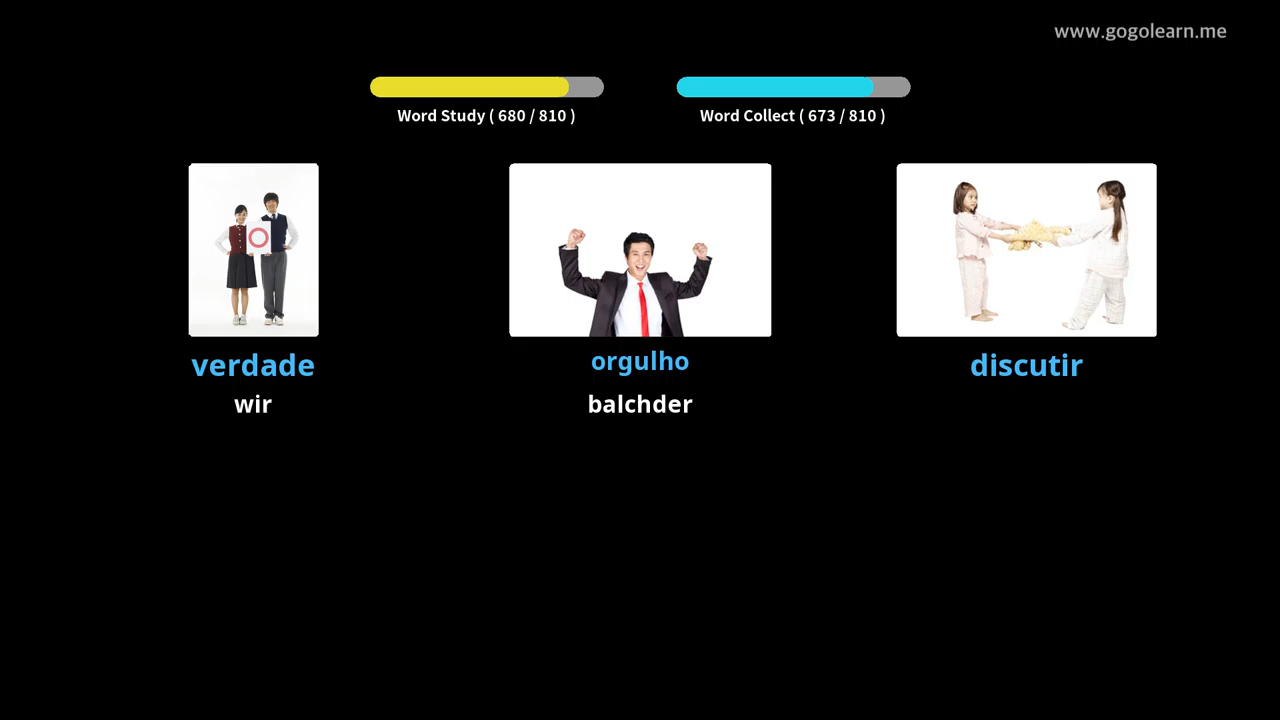 www.gogolearn.me
Word Study ( 680 / 810 )
Word Collect ( 673 / 810 )
verdade
wir
orgulho
balchder
discutir